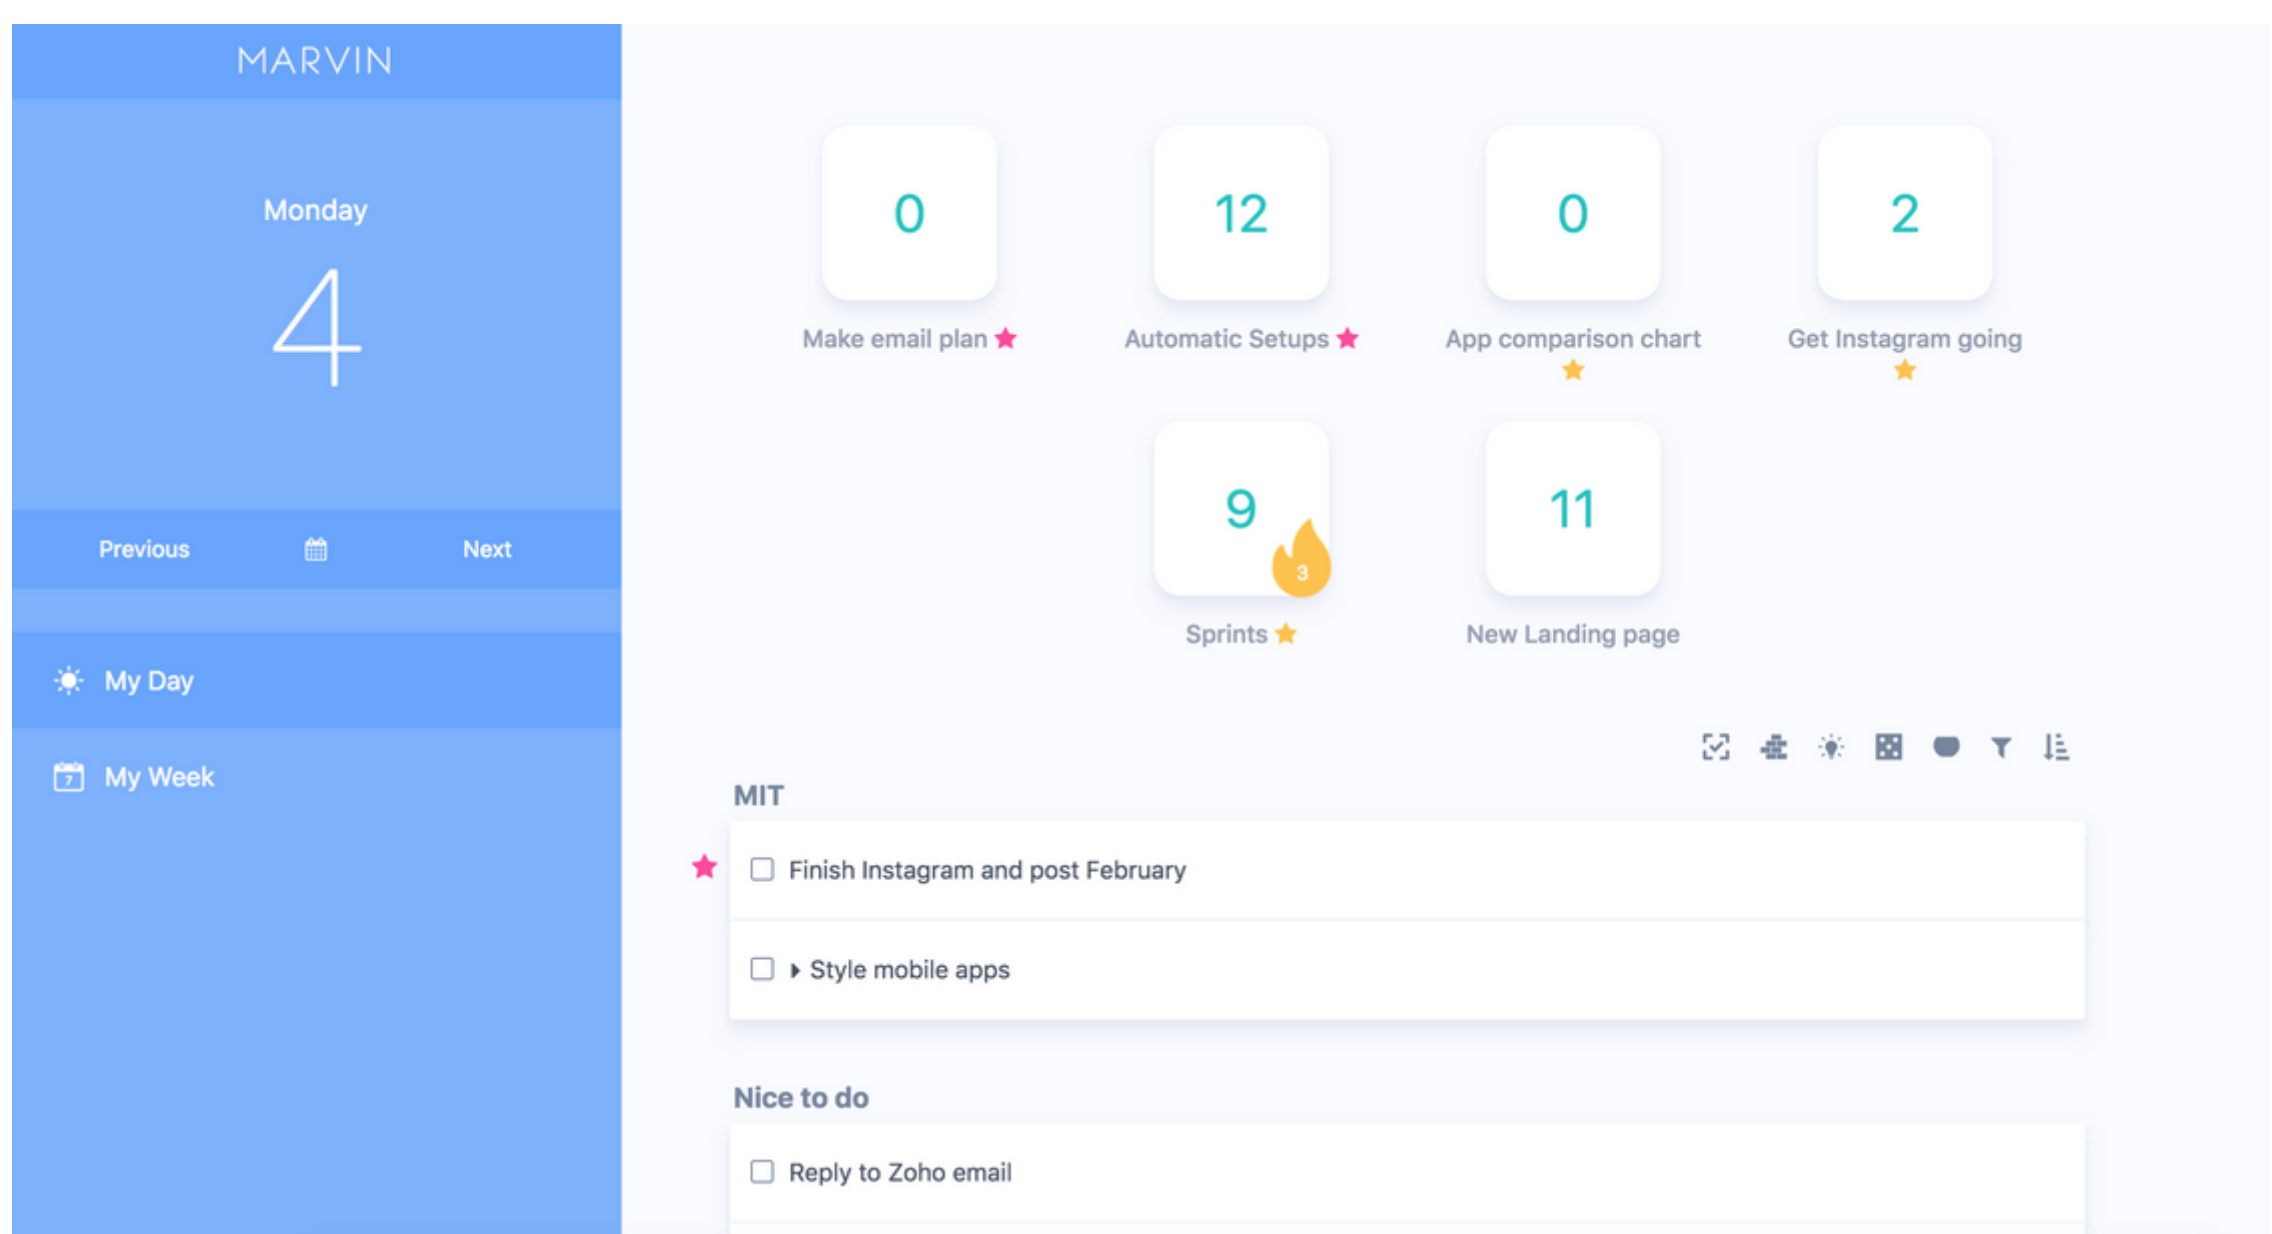 MARVIN
Monday
4
Previous
Next
My Day
7
My Week
0
12
0
2
Make email plan
Automatic Setups
App comparison chart
Get Instagram going
9
3
11
Sprints
New Landing page
MIT
Finish Instagram and post February
Style mobile apps
Nice to do
Reply to Zoho email